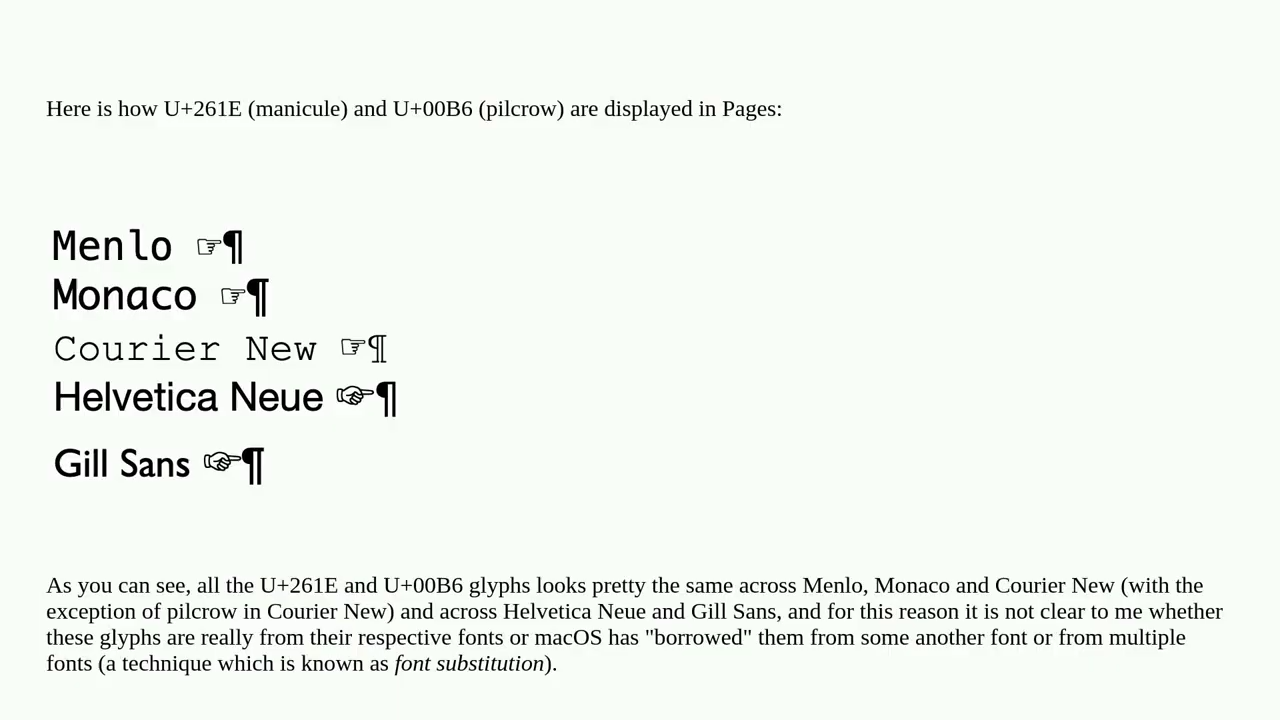 Here is how U+261E (manicule) and U+00B6 (pilcrow) are displayed in Pages:
Menlo ☞¶
Monaco ☞¶
Courier New ☞¶
Helvetica Neue ☞¶
Gill Sans ☞¶
As you can see, all the U+261E and U+00B6 glyphs looks pretty the same across Menlo, Monaco and Courier New (with the
exception of pilcrow in Courier New) and across Helvetica Neue and Gill Sans, and for this reason it is not clear to me whether
these glyphs are really from their respective fonts or macOS has "borrowed" them from some another font or from multiple
fonts (a technique which is known as font substitution).